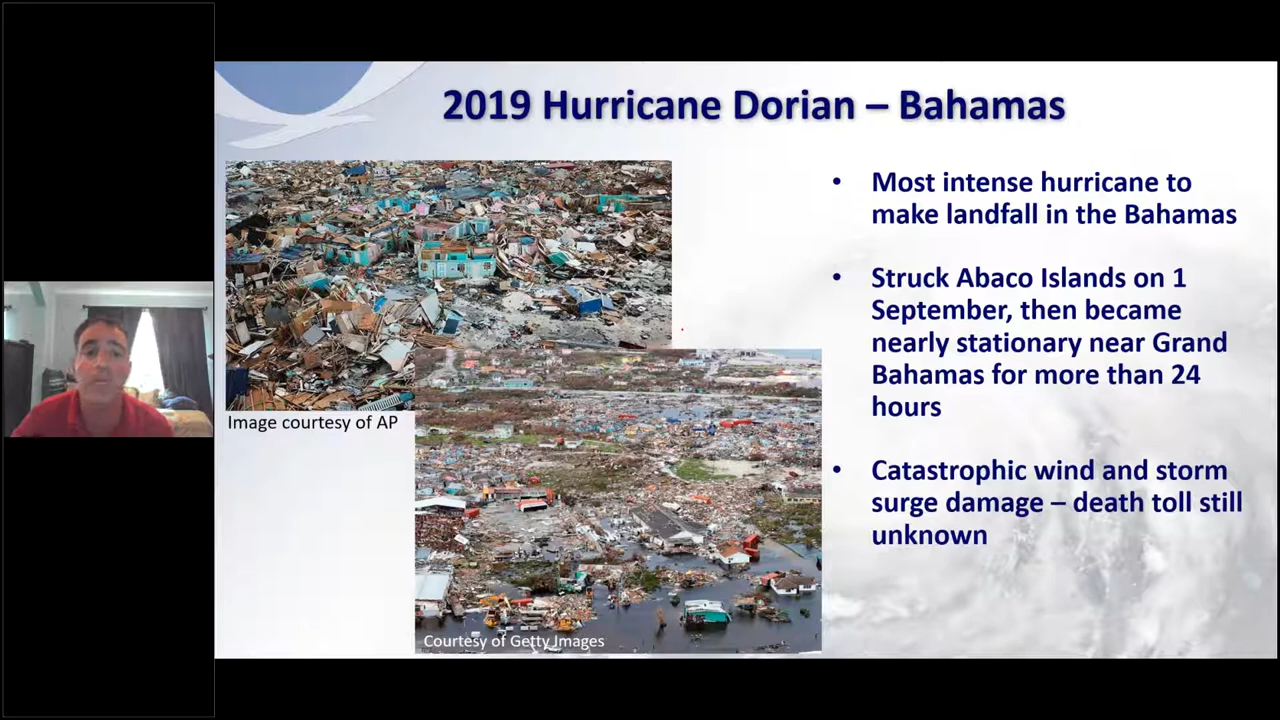 2019 Hurricane Dorian – Bahamas
Image courtesy of AP
Courtesy of Getty Images
• Most intense hurricane to
make landfall in the Bahamas
• Struck Abaco Islands on 1
September, then became
nearly stationary near Grand
Bahamas for more than 24
hours
• Catastrophic wind and storm
surge damage – death toll still
unknown